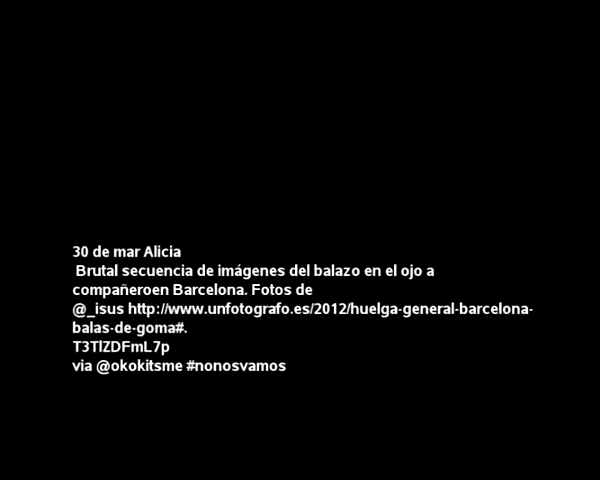 30 de mar Alicia
Brutal secuencia de imágenes del balazo en el ojo a
compañeroen Barcelona. Fotos de
@_isus http://www.unfotografo.es/2012/huelga-general-barcelona-
balas-de-goma#.
T3TlZDFmL7p
via @okokitsme #nonosvamos